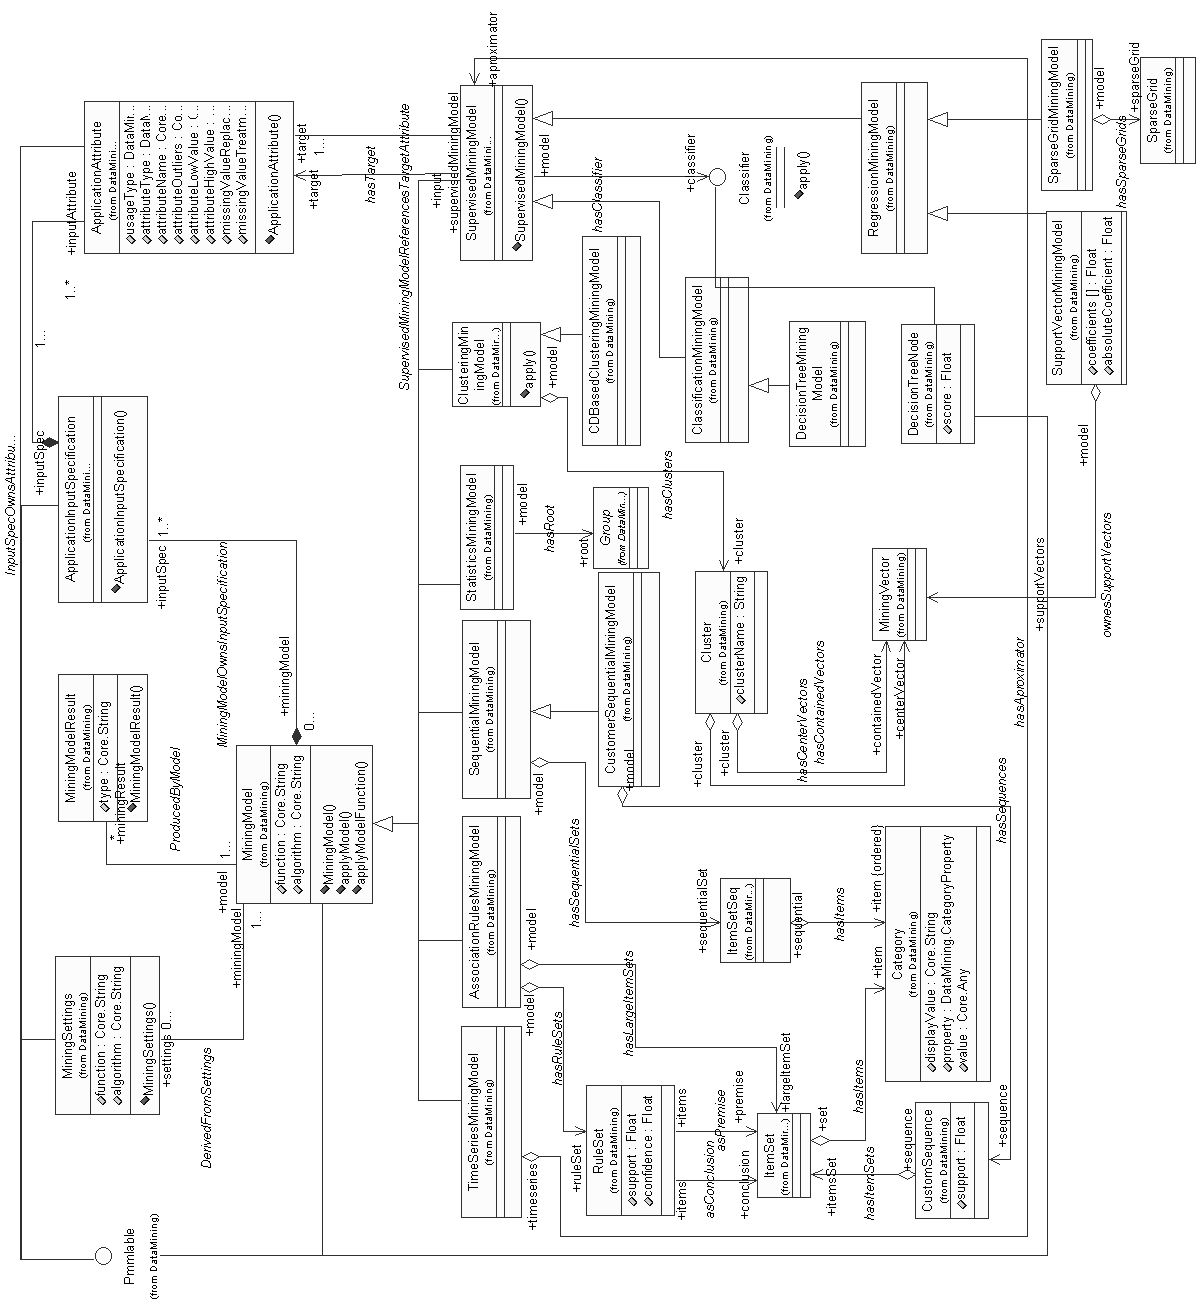 Pmmlable
(from DataMining)
MiningSettings
(from DataMining)
function : Core.String
algorithm : Core.String
MiningSettings()
+settings 0...
DerivedFromSettings
+miningModel
1...
MiningModelResult
(from DataMining)
type : Core.String
MiningModelResult()
+miningResult
*
ProducedByModel
+model
1...
MiningModel
(from DataMining)
function : Core.String
algorithm : Core.String
MiningModel()
applyModel()
applyModelFunction()
+miningModel
0...
MiningModelOwnsInputSpecification
+inputSpec
1..*
ApplicationInputSpecification
(from DataMini...
ApplicationInputSpecification()
+inputSpec
InputSpecOwnsAttribu...
1...
1..*
+inputAttribute
ApplicationAttribute
(from DataMini...
usageType : DataMir...
attributeType : DataM...
attributeName : Core...
attributeOutliers : Co...
attributeLowValue : (...
attributeHighValue : ...
missingValueReplac...
missingValueTreatm...
ApplicationAttribute()
+target
1...
+target
hasTarget
SupervisedMiningModelReferencesTargetAttribute
+input
+supervisedMiningModel
+aproximator
TimeSeriesMiningModel
(from DataMining)
+timeseries
AssociationRulesMiningModel
(from DataMining)
+model
+model
hasRuleSets
hasLargeItemSets
SequentialMiningModel
(from DataMining)
+model
hasSequentialSets
StatisticsMiningModel
(from DataMining)
+model
hasRoot
+root
Group
(from DataMin...)
ClusteringMin
ingModel
(from DataMir...)
apply()
+model
hasClusters
SupervisedMiningModel
(from DataMini...
SupervisedMiningModel()
+model
hasClassifier
+classifier
Classifier
(from DataMining)
apply()
CDBasedClusteringMiningModel
(from DataMining)
ClassificationMiningModel
(from DataMining)
DecisionTreeMining
Model
(from DataMining)
DecisionTreeNode
(from DataMining)
score : Float
RegressionMiningModel
(from DataMining)
SparseGridMiningModel
(from DataMining)
+model
+sparseGrid
hasSparseGrids
SparseGrid
(from DataMining)
SupportVectorMiningModel
(from DataMining)
coefficients [] : Float
absoluteCoefficient : Float
+model
ownesSupportVectors
+supportVectors
MiningVector
(from DataMining)
CustomerSequentialMiningModel
(from DataMining)
+model
hasSequences
+sequence
Cluster
(from DataMining)
clusterName : String
+cluster
+cluster
+cluster
hasCenterVectors
hasContainedVectors
+containedVector
+centerVector
hasAproximator
ItemSetSeq
(from DataMir...)
+sequentialSet
+sequential
hasItems
+item {ordered}
+item
Category
(from DataMining)
displayValue : Core.String
property : DataMining.CategoryProperty
value : Core.Any
RuleSet
(from DataMining)
support : Float
confidence : Float
+ruleSet
+items
+items
asPremise
asConclusion
+premise
+conclusion
+largeItemSet
ItemSet
(from DataMir...)
+set
hasItems
+itemsSet
hasItemSets
+sequence
CustomSequence
(from DataMining)
support : Float